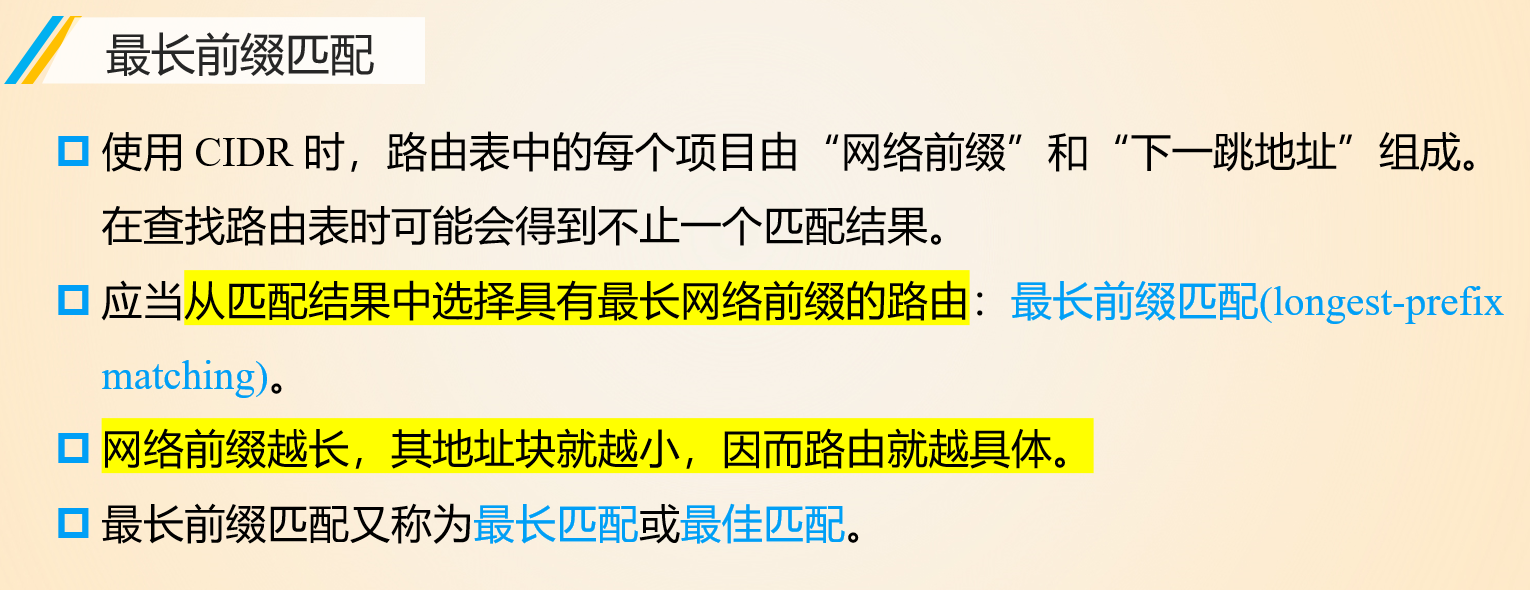 最长前缀匹配
使用 CIDR 时，路由表中的每个项目由“网络前缀”和“下一跳地址”组成。
在查找路由表时可能会得到不止一个匹配结果。
应当从匹配结果中选择具有最长网络前缀的路由：最长前缀匹配(longest-prefix
matching)。
网络前缀越长，其地址块就越小，因而路由就越具体。
最长前缀匹配又称为最长匹配或最佳匹配。